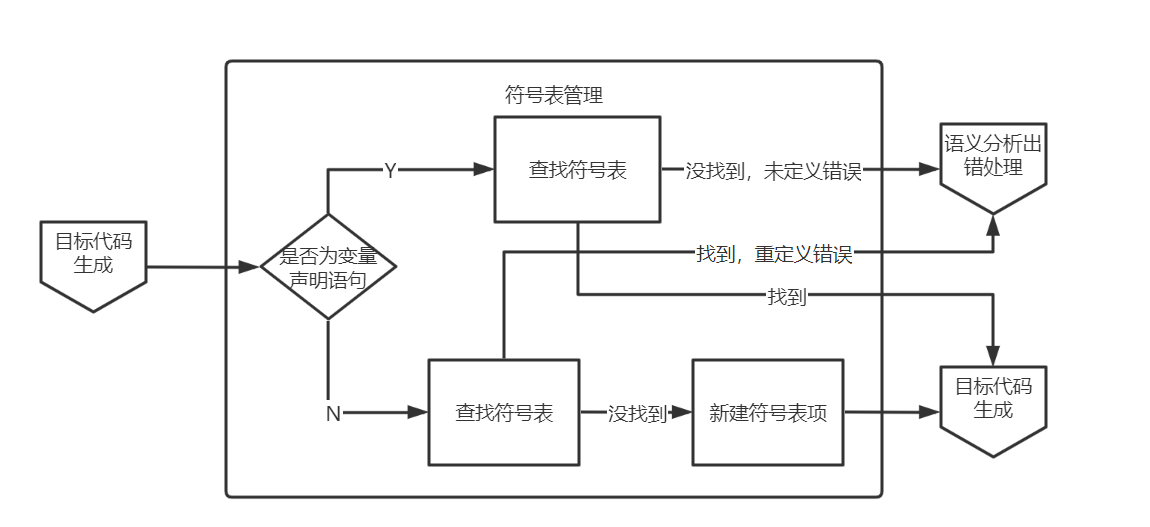 符号表管理
目标代码
生成
是否为变量
声明语句
Y
查找符号表
没找到，未定义错误
语义分析出
错处理
找到，重定义错误
找到
N
查找符号表
没找到
新建符号表项
目标代码
生成